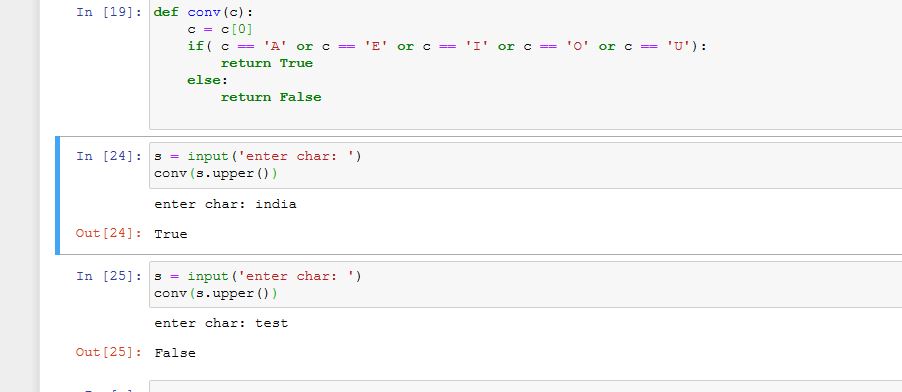 In [19]: def conv(c):
    c = c[0]
    if( c == 'A' or c == 'E' or c == 'I' or c == 'O' or c == 'U'):
        return True
    else:
        return False
In [24]: s = input('enter char: ')
conv(s.upper())
enter char: india
Out[24]: True
In [25]: s = input('enter char: ')
conv(s.upper())
enter char: test
Out[25]: False